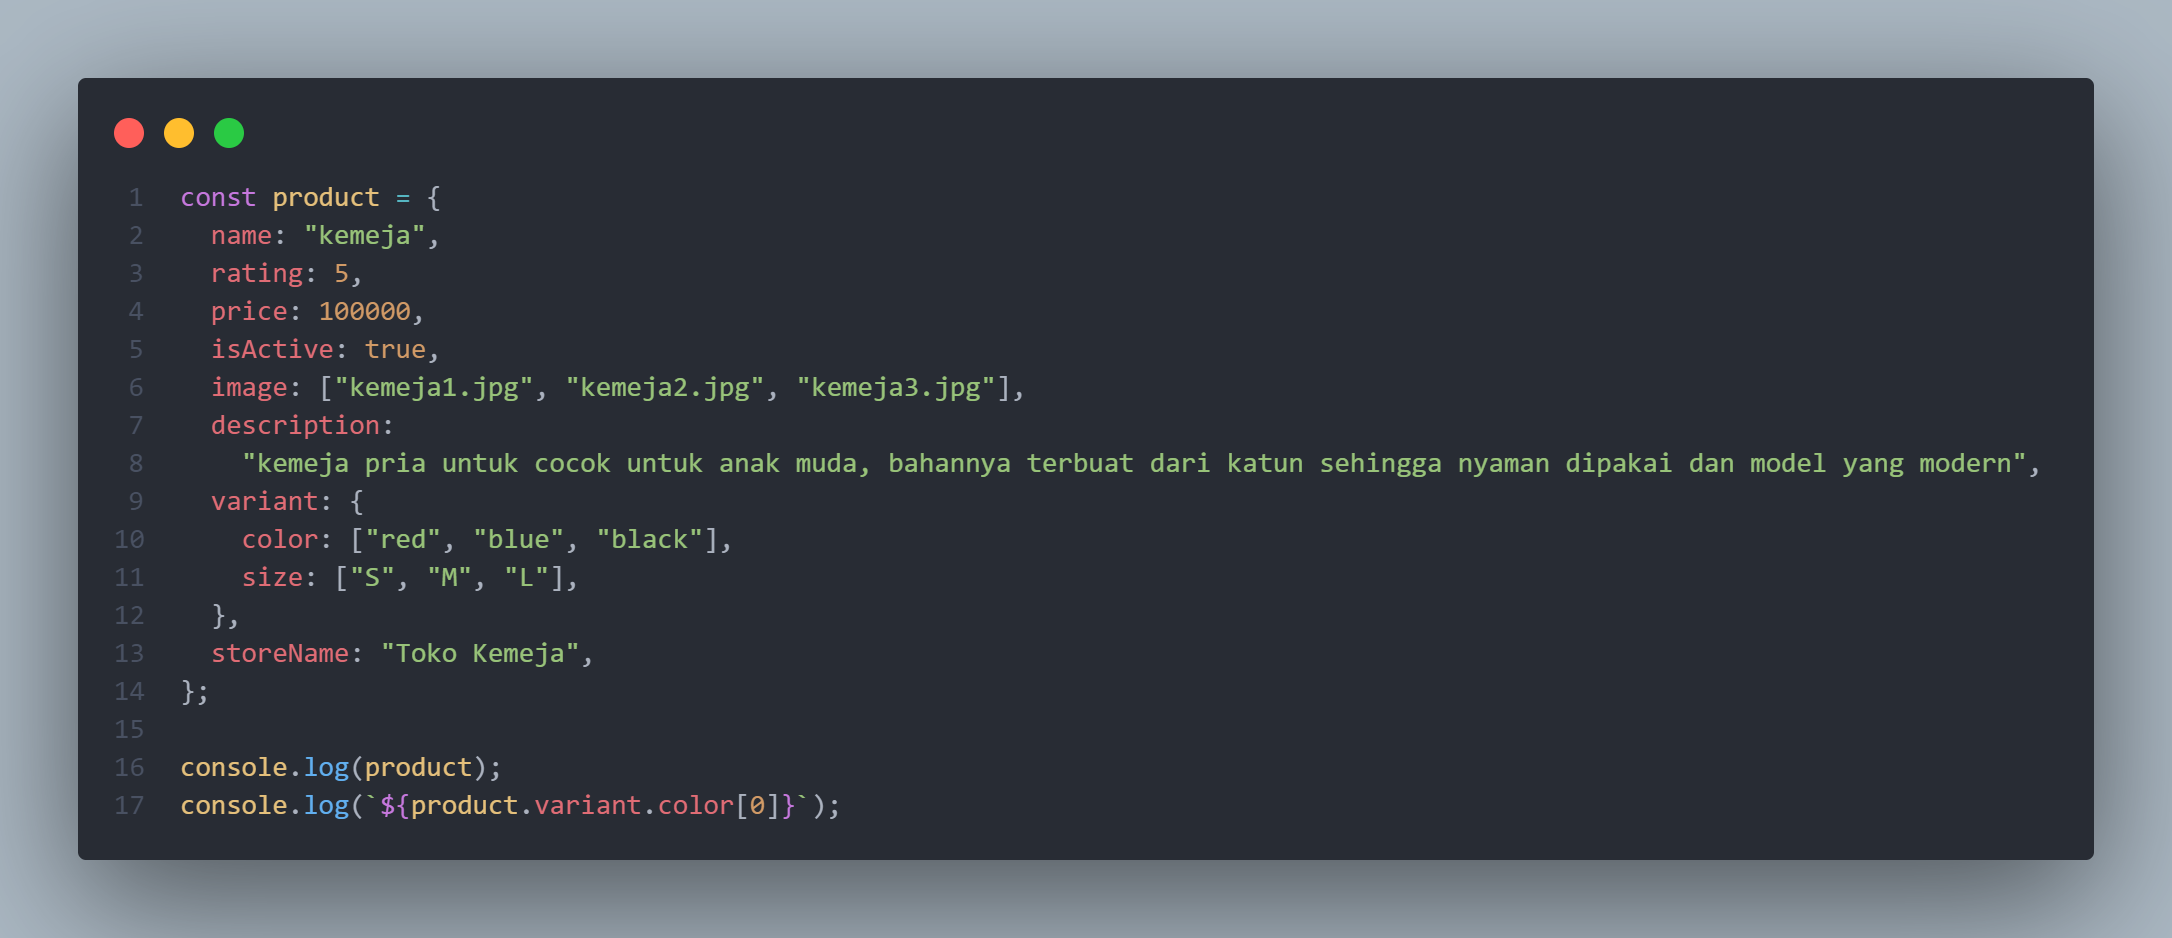 1 const product = {
2   name: "kemeja",
3   rating: 5,
4   price: 100000,
5   isActive: true,
6   image: ["kemeja1.jpg", "kemeja2.jpg", "kemeja3.jpg"],
7   description:
8     "kemeja pria untuk cocok untuk anak muda, bahannya terbuat dari katun sehingga nyaman dipakai dan model yang modern",
9   variant: {
10     color: ["red", "blue", "black"],
11     size: ["S", "M", "L"],
12   },
13   storeName: "Toko Kemeja",
14 };
15
16 console.log(product);
17 console.log(`${product.variant.color[0]}`);